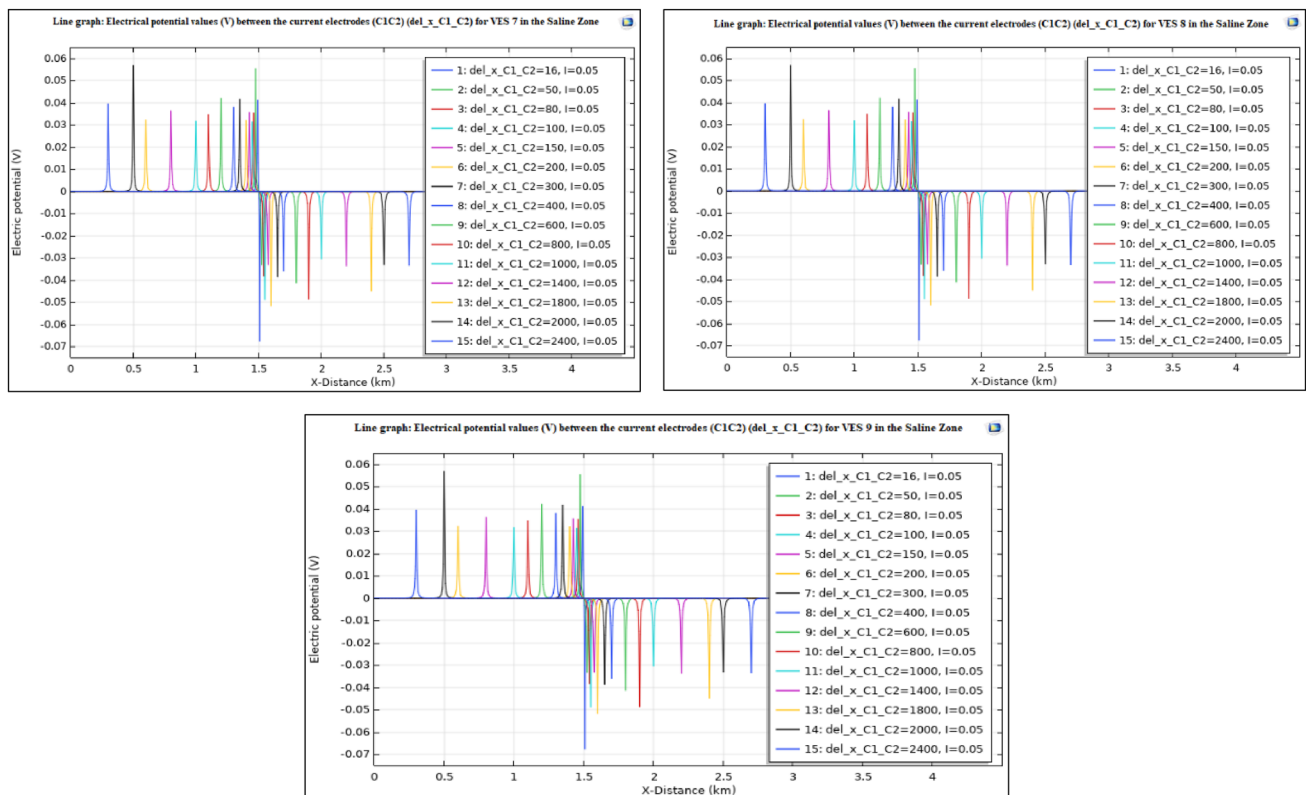 Line graph: Electrical potential values (V) between the current electrodes (C1C2) (del_x_C1_C2) for VES 7 in the Saline Zone
0.06
0.05
0.04
0.03
0.02
0.01
0
-0.01
-0.02
-0.03
-0.04
-0.05
-0.06
-0.07
Electric potential (V)
1: del_x_C1_C2=16, I=0.05
2: del_x_C1_C2=50, I=0.05
3: del_x_C1_C2=80, I=0.05
4: del_x_C1_C2=100, I=0.05
5: del_x_C1_C2=150, I=0.05
6: del_x_C1_C2=200, I=0.05
7: del_x_C1_C2=300, I=0.05
8: del_x_C1_C2=400, I=0.05
9: del_x_C1_C2=600, I=0.05
10: del_x_C1_C2=800, I=0.05
11: del_x_C1_C2=1000, I=0.05
12: del_x_C1_C2=1400, I=0.05
13: del_x_C1_C2=1800, I=0.05
14: del_x_C1_C2=2000, I=0.05
15: del_x_C1_C2=2400, I=0.05
0 0.5 1 1.5 2 2.5 3 3.5 4
X-Distance (km)
Line graph: Electrical potential values (V) between the current electrodes (C1C2) (del_x_C1_C2) for VES 8 in the Saline Zone
0.06
0.05
0.04
0.03
0.02
0.01
0
-0.01
-0.02
-0.03
-0.04
-0.05
-0.06
-0.07
Electric potential (V)
1: del_x_C1_C2=16, I=0.05
2: del_x_C1_C2=50, I=0.05
3: del_x_C1_C2=80, I=0.05
4: del_x_C1_C2=100, I=0.05
5: del_x_C1_C2=150, I=0.05
6: del_x_C1_C2=200, I=0.05
7: del_x_C1_C2=300, I=0.05
8: del_x_C1_C2=400, I=0.05
9: del_x_C1_C2=600, I=0.05
10: del_x_C1_C2=800, I=0.05
11: del_x_C1_C2=1000, I=0.05
12: del_x_C1_C2=1400, I=0.05
13: del_x_C1_C2=1800, I=0.05
14: del_x_C1_C2=2000, I=0.05
15: del_x_C1_C2=2400, I=0.05
0 0.5 1 1.5 2 2.5 3 3.5 4
X-Distance (km)
Line graph: Electrical potential values (V) between the current electrodes (C1C2) (del_x_C1_C2) for VES 9 in the Saline Zone
0.06
0.05
0.04
0.03
0.02
0.01
0
-0.01
-0.02
-0.03
-0.04
-0.05
-0.06
-0.07
Electric potential (V)
1: del_x_C1_C2=16, I=0.05
2: del_x_C1_C2=50, I=0.05
3: del_x_C1_C2=80, I=0.05
4: del_x_C1_C2=100, I=0.05
5: del_x_C1_C2=150, I=0.05
6: del_x_C1_C2=200, I=0.05
7: del_x_C1_C2=300, I=0.05
8: del_x_C1_C2=400, I=0.05
9: del_x_C1_C2=600, I=0.05
10: del_x_C1_C2=800, I=0.05
11: del_x_C1_C2=1000, I=0.05
12: del_x_C1_C2=1400, I=0.05
13: del_x_C1_C2=1800, I=0.05
14: del_x_C1_C2=2000, I=0.05
15: del_x_C1_C2=2400, I=0.05
0 0.5 1 1.5 2 2.5 3 3.5 4
X-Distance (km)